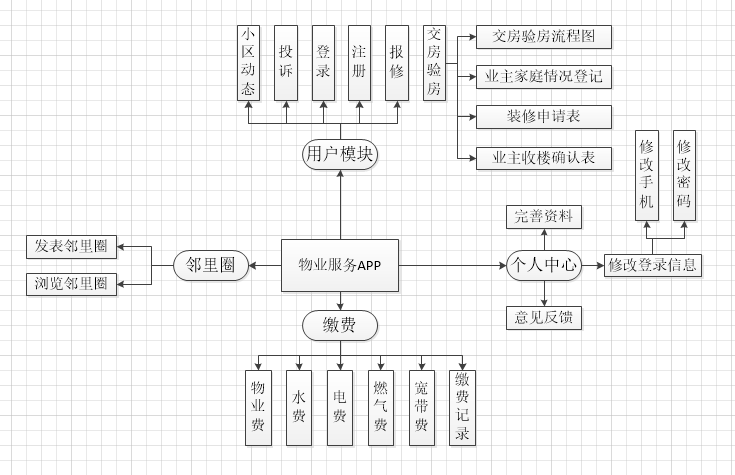 小区动态
投诉
登录
注册
报修
交房验房
交房验房流程图
业主家庭情况登记
装修申请表
业主收楼确认表
用户模块
修改手机
修改密码
完善资料
发表邻里圈
浏览邻里圈
邻里圈
物业服务APP
个人中心
修改登录信息
意见反馈
缴费
物业费
水费
电费
燃气费
宽带费
缴费记录